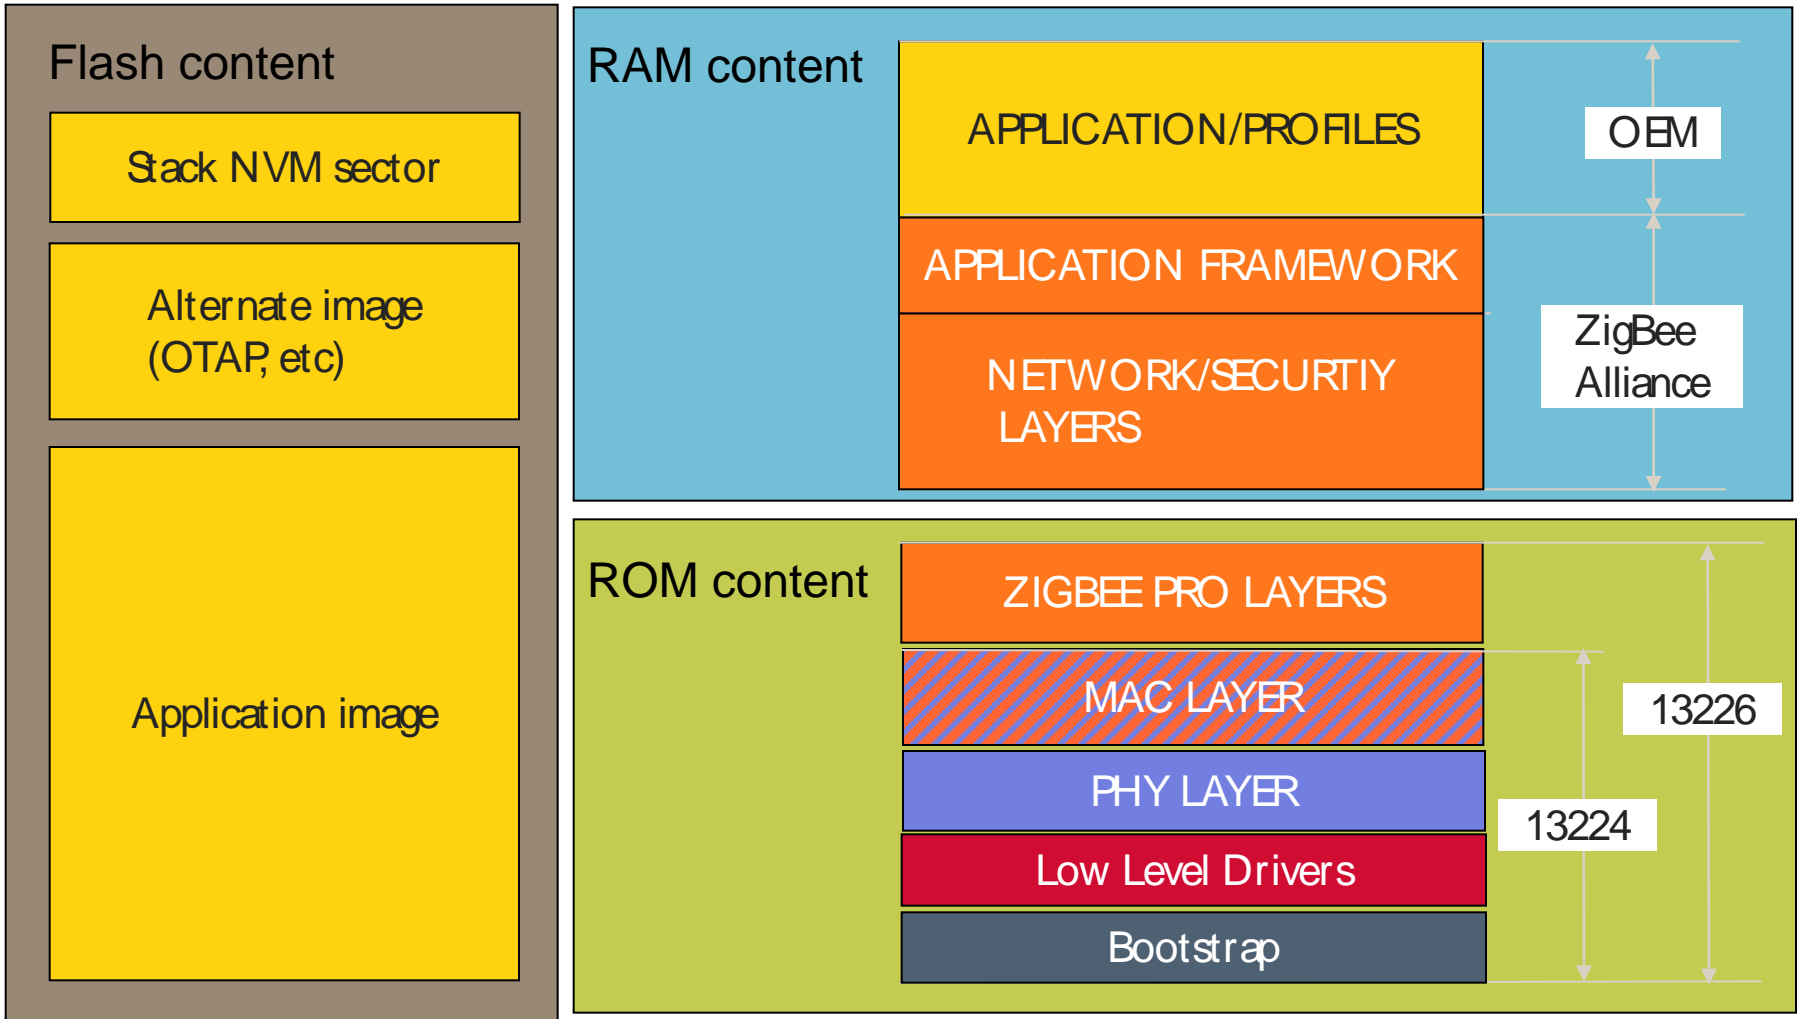 Flash content
Stack NVM sector
Alternate image
(OTAP, etc)
Application image
RAM content
APPLICATION/PROFILES
OEM
APPLICATION FRAMEWORK
NETWORK/SECURTIY
LAYERS
ZigBee
Alliance
ROM content
ZIGBEE PRO LAYERS
MAC LAYER
PHY LAYER
Low Level Drivers
Bootstrap
13224
13226